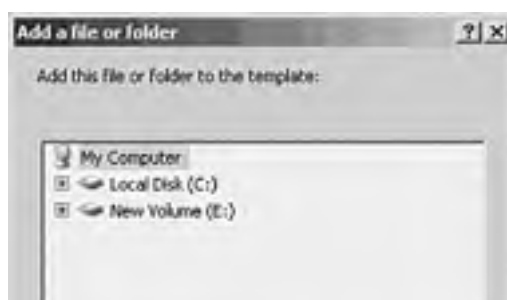 Add a file or folder
Add this file or folder to the template:
My Computer
Local Disk (C:)
New Volume (E:)